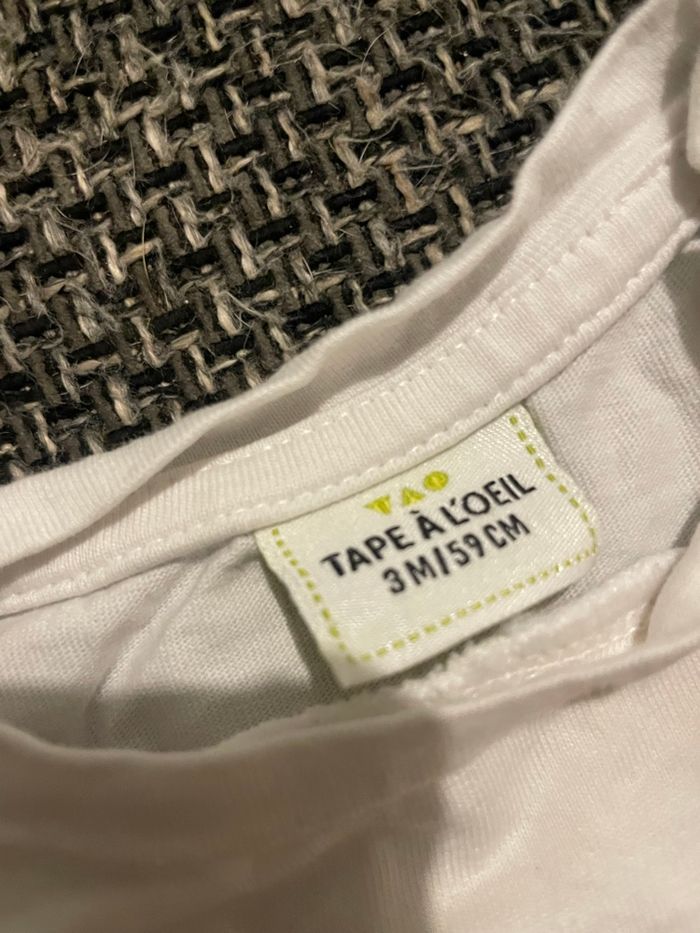 TAO
TAPE À L'OEIL
3M/59CM